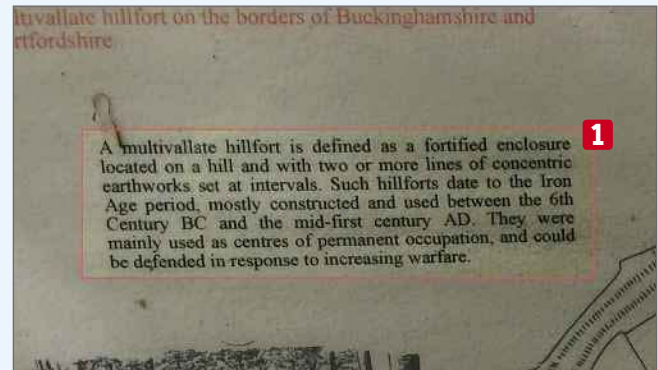 ltivallate hillfort on the borders of Buckinghamshire and
rtfordshire
1
A multivallate hillfort is defined as a fortified enclosure
located on a hill and with two or more lines of concentric
earthworks set at intervals. Such hillforts date to the Iron
Age period, mostly constructed and used between the 6th
Century BC and the mid-first century AD. They were
mainly used as centres of permanent occupation, and could
be defended in response to increasing warfare.